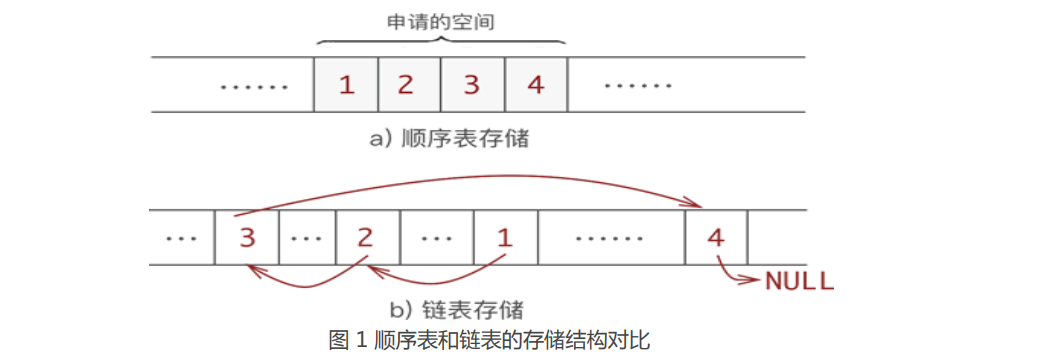 申请的空间
…… 1 2 3 4 ……
a) 顺序表存储
… 3 … 2 … 1 …… 4
NULL
b) 链表存储
图 1 顺序表和链表的存储结构对比